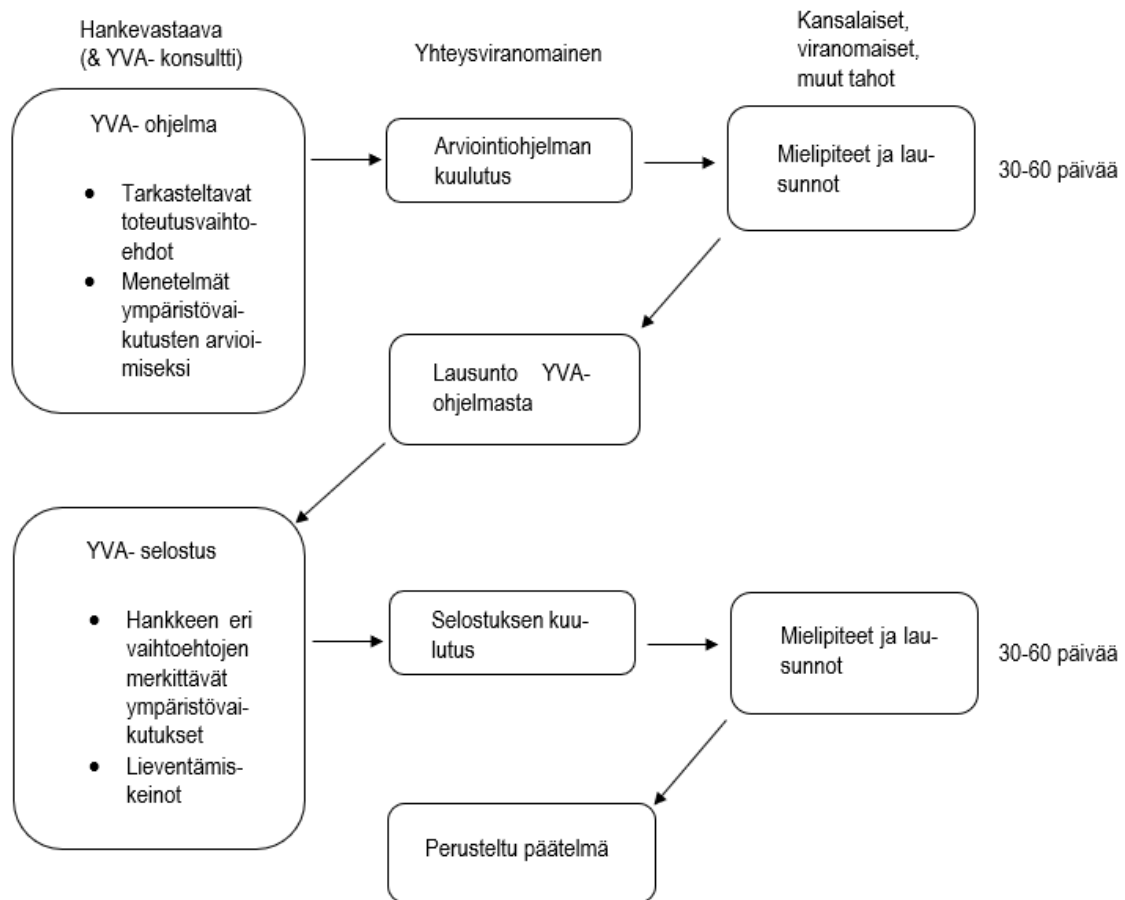 Hankevastaava
(& YVA- konsultti)
Yhteysviranomainen
Kansalaiset,
viranomaiset,
muut tahot
YVA- ohjelma
● Tarkasteltavat
toteutusvaihto-
ehdot
● Menetelmät
ympäristövai-
kutusten arvioi-
miseksi
Arviointiohjelman
kuulutus
Mielipiteet ja lau-
sunnot
30-60 päivää
Lausunto YVA-
ohjelmasta
YVA- selostus
● Hankkeen eri
vaihtoehtojen
merkittävät
ympäristövai-
kutukset
● Lieventämis-
keinot
Selostuksen kuu-
lutus
Mielipiteet ja lau-
sunnot
30-60 päivää
Perusteltu päätelmä